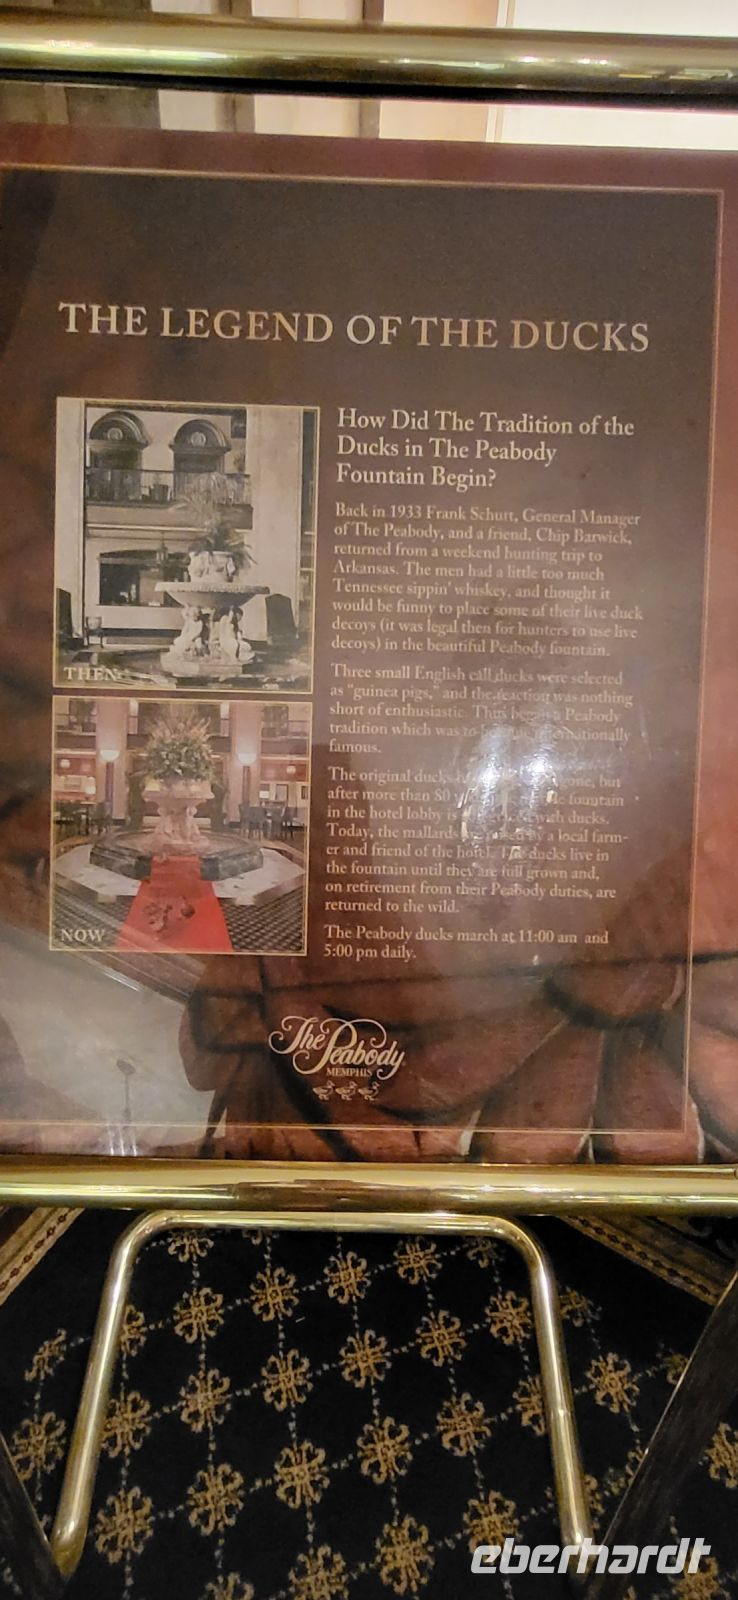 THE LEGEND OF THE DUCKS
How Did The Tradition of the
Ducks in The Peabody
Fountain Begin?
Back in 1933 Frank Schutt, General Manager
of The Peabody, and a friend, Chip Barwick,
returned from a weekend hunting trip to
Arkansas. The men had a little too much
Tennessee sippin' whiskey, and thought it
would be funny to place some of their live duck
decoys (it was legal then for hunters to use live
decoys) in the beautiful Peabody fountain.
Three small English call ducks were selected
as "guinea pigs," and the reaction was nothing
short of enthusiastic. Thus began a Peabody
tradition which was to internationally
famous.
The original ducks gone, but
after more than 80 fountain
in the hotel lobby is with ducks.
Today, the mallards are raised by a local farm-
er and friend of the hotel. The ducks live in
the fountain until they are full grown and,
on retirement from their Peabody duties, are
returned to the wild.
The Peabody ducks march at 11:00 am and
5:00 pm daily.
THEN
NOW
The Peabody
MEMPHIS
eberhardt